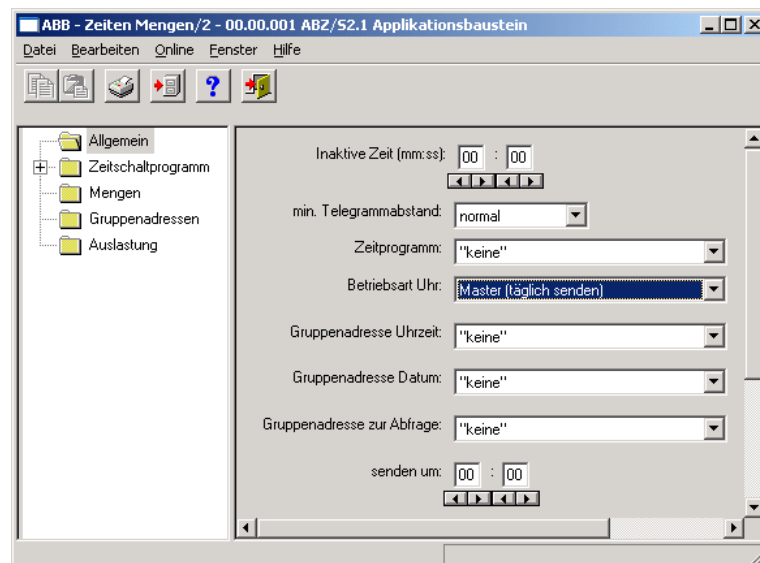 ABB - Zeiten Mengen/2 - 00.00.001 ABZ/S2.1 Applikationsbaustein
Datei Bearbeiten Online Fenster Hilfe
Allgemein
Zeitschaltprogramm
Mengen
Gruppenadressen
Auslastung
Inaktive Zeit (mm:ss): 00 : 00
min. Telegrammabstand: normal
Zeitprogramm: "keine"
Betriebsart Uhr: Master (täglich senden)
Gruppenadresse Uhrzeit: "keine"
Gruppenadresse Datum: "keine"
Gruppenadresse zur Abfrage: "keine"
senden um: 00 : 00